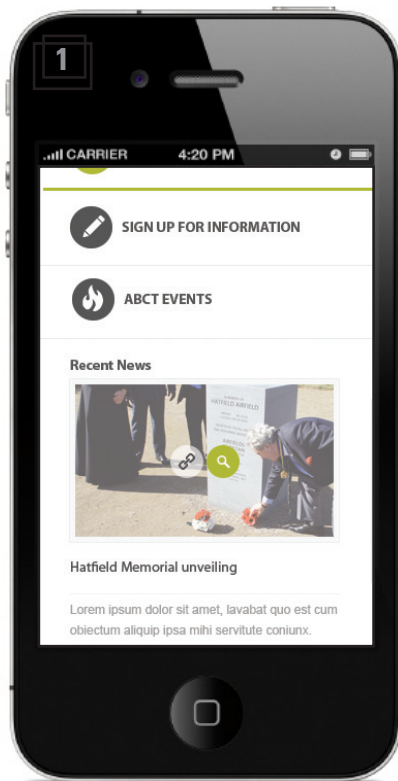 1
CARRIER 4:20 PM
SIGN UP FOR INFORMATION
ABCT EVENTS
Recent News
HATFIELD AIRFIELD
Hatfield Memorial unveiling
Lorem ipsum dolor sit amet, lavabat quo est cum
obiectum aliquip ipsa mihi servitute coniunx.